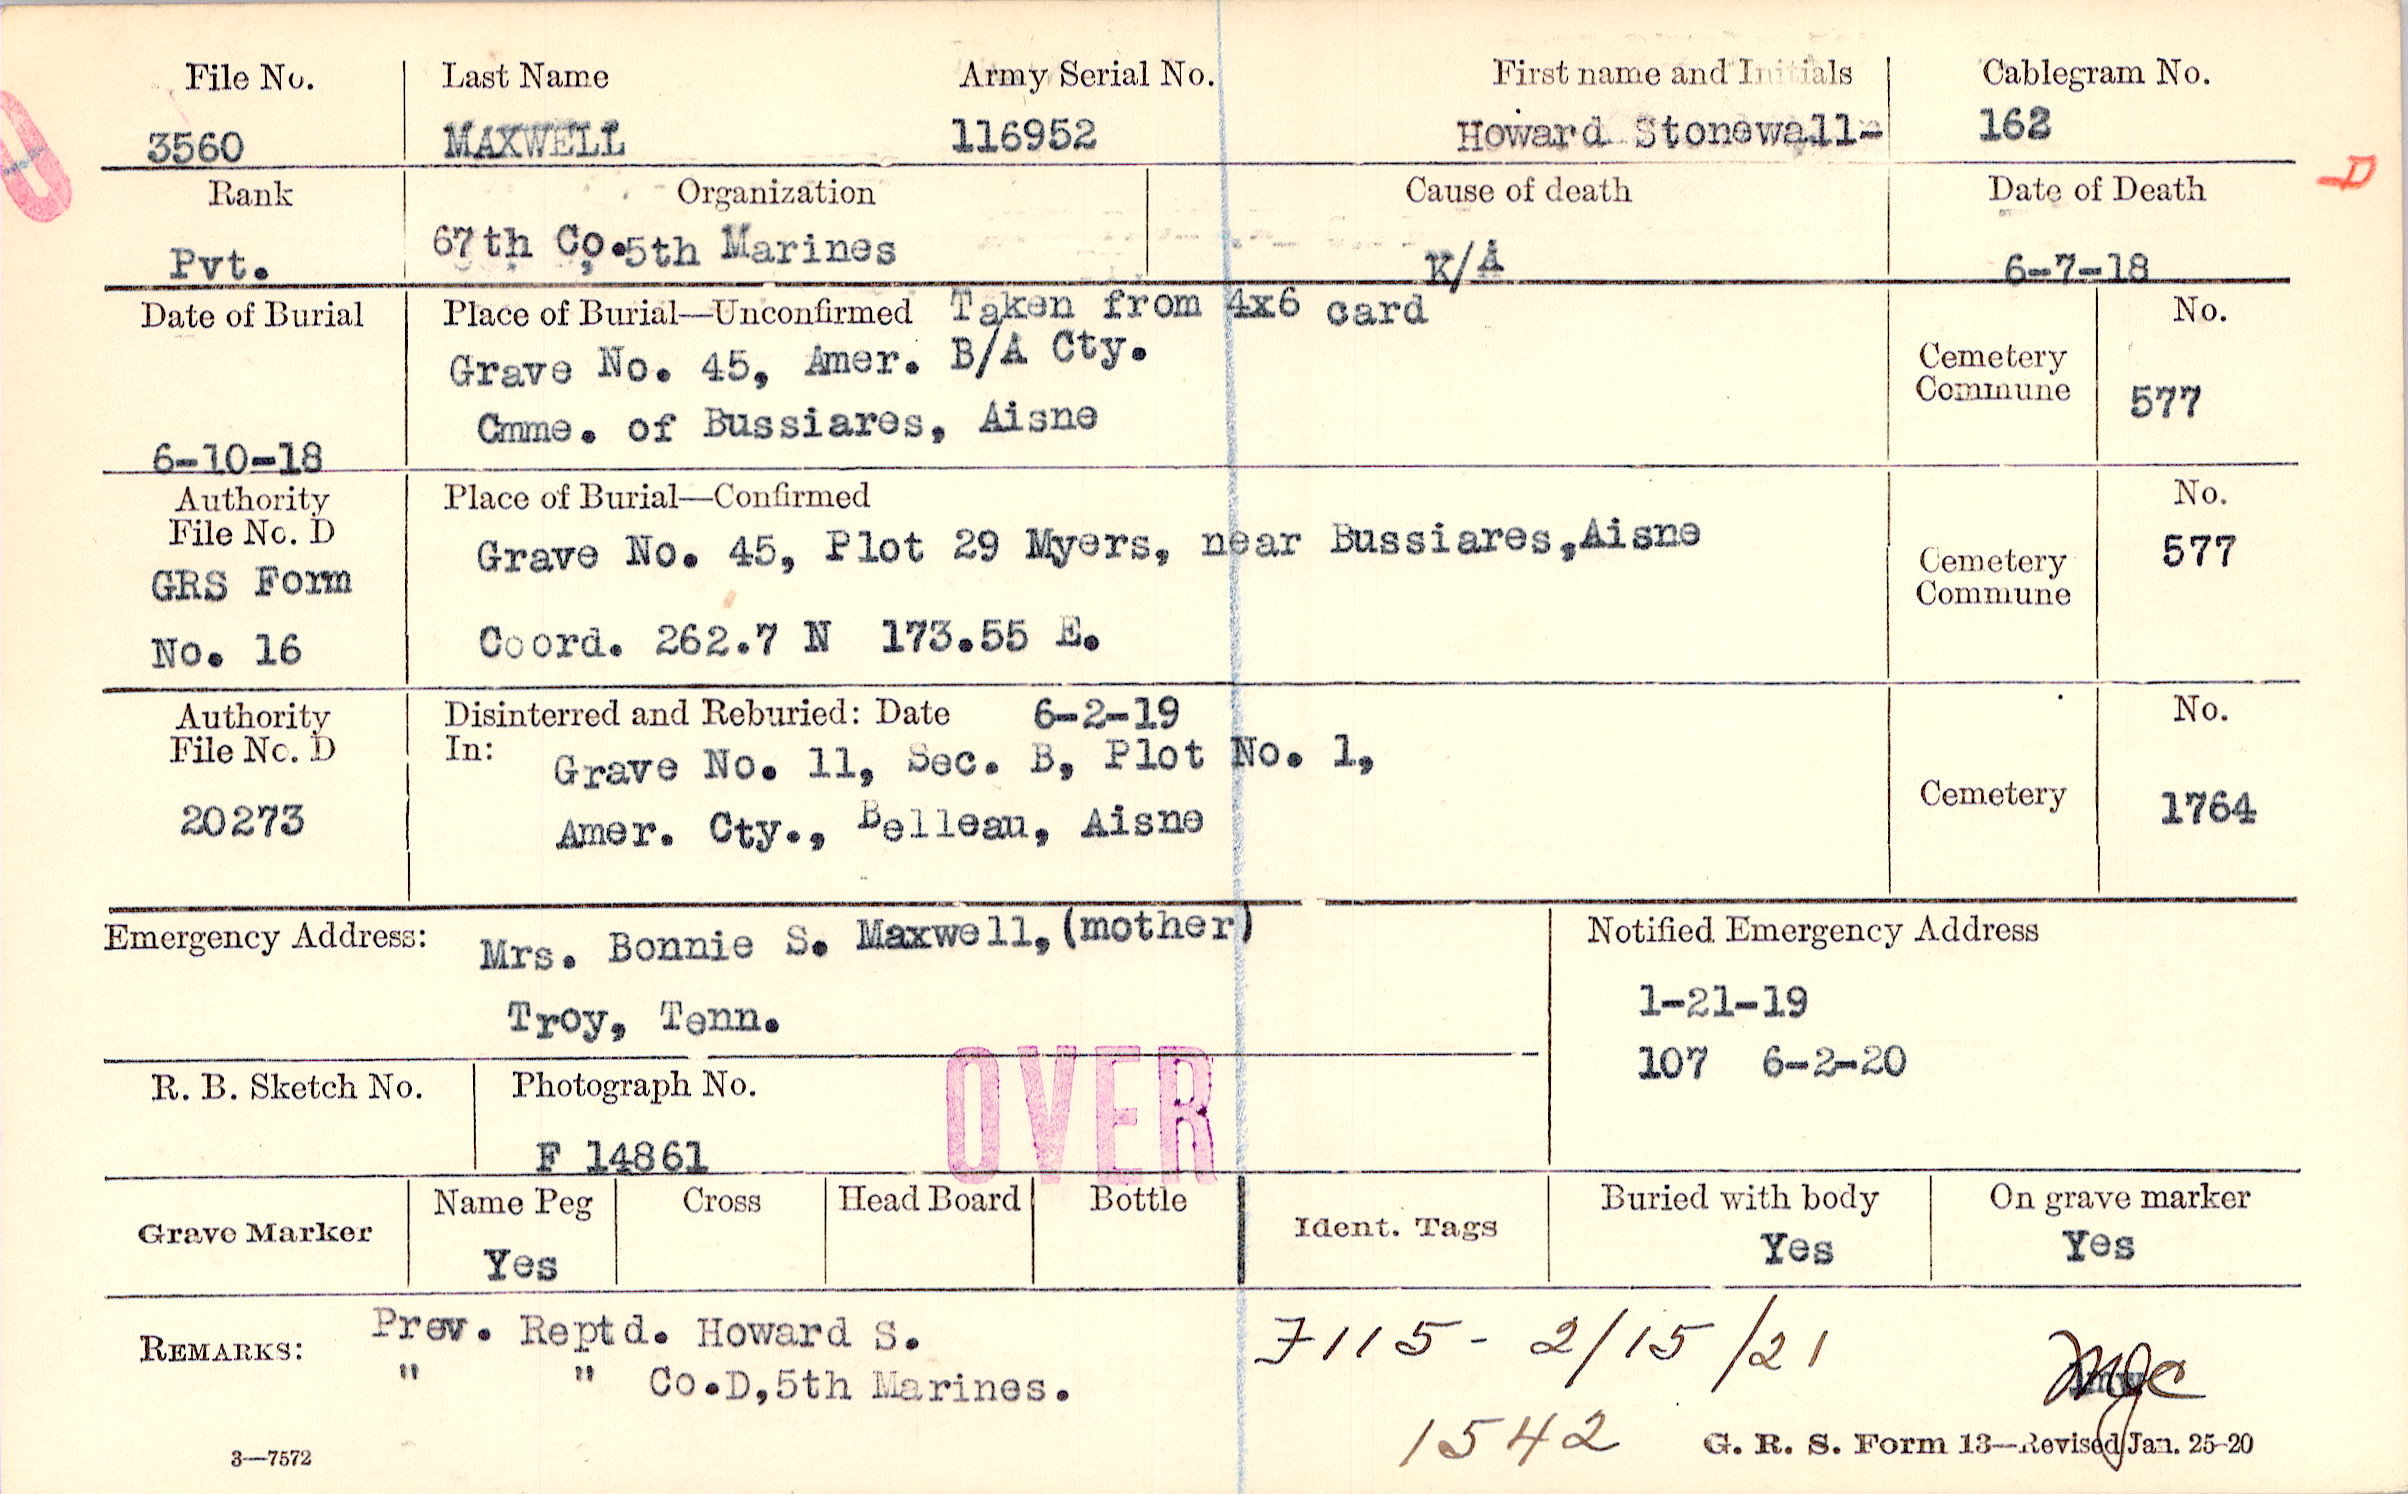 File No. Last Name Army Serial No. First name and Initials Cablegram No.
3560 MAXWELL 116952 Howard Stonewall- 162
Rank Organization Cause of death Date of Death
Pvt. 67th Co. 5th Marines K/A 6-7-18
D
Date of Burial Place of Burial—Unconfirmed Taken from 4x6 card No.
Grave No. 45, Amer. B/A Cty. Cemetery
Commune 577
Cmme. of Bussiares, Aisne
6-10-18
Authority Place of Burial—Confirmed No.
File No. D
Grave No. 45, Plot 29 Myers, near Bussiares,Aisne 577
GRS Form Cemetery
Commune
No. 16 Coord. 262.7 N 173.55 E.
Authority Disinterred and Reburied: Date 6-2-19 No.
File No. D In: Grave No. 11, Sec. B, Plot No. 1,
20273 Amer. Cty., Belleau, Aisne Cemetery 1764
Emergency Address: Mrs. Bonnie S. Maxwell,(mother) Notified Emergency Address
Troy, Tenn. 1-21-19
107 6-2-20
R. B. Sketch No. Photograph No. OVER
F 14861
Grave Marker Name Peg Cross Head Board Bottle Ident. Tags Buried with body On grave marker
Yes Yes Yes
REMARKS: Prev. Reptd. Howard S. 7115 - 2/15/21
" " Co.D,5th Marines.
1542
3—7572 G. R. S. Form 13—Revised Jan. 25-20